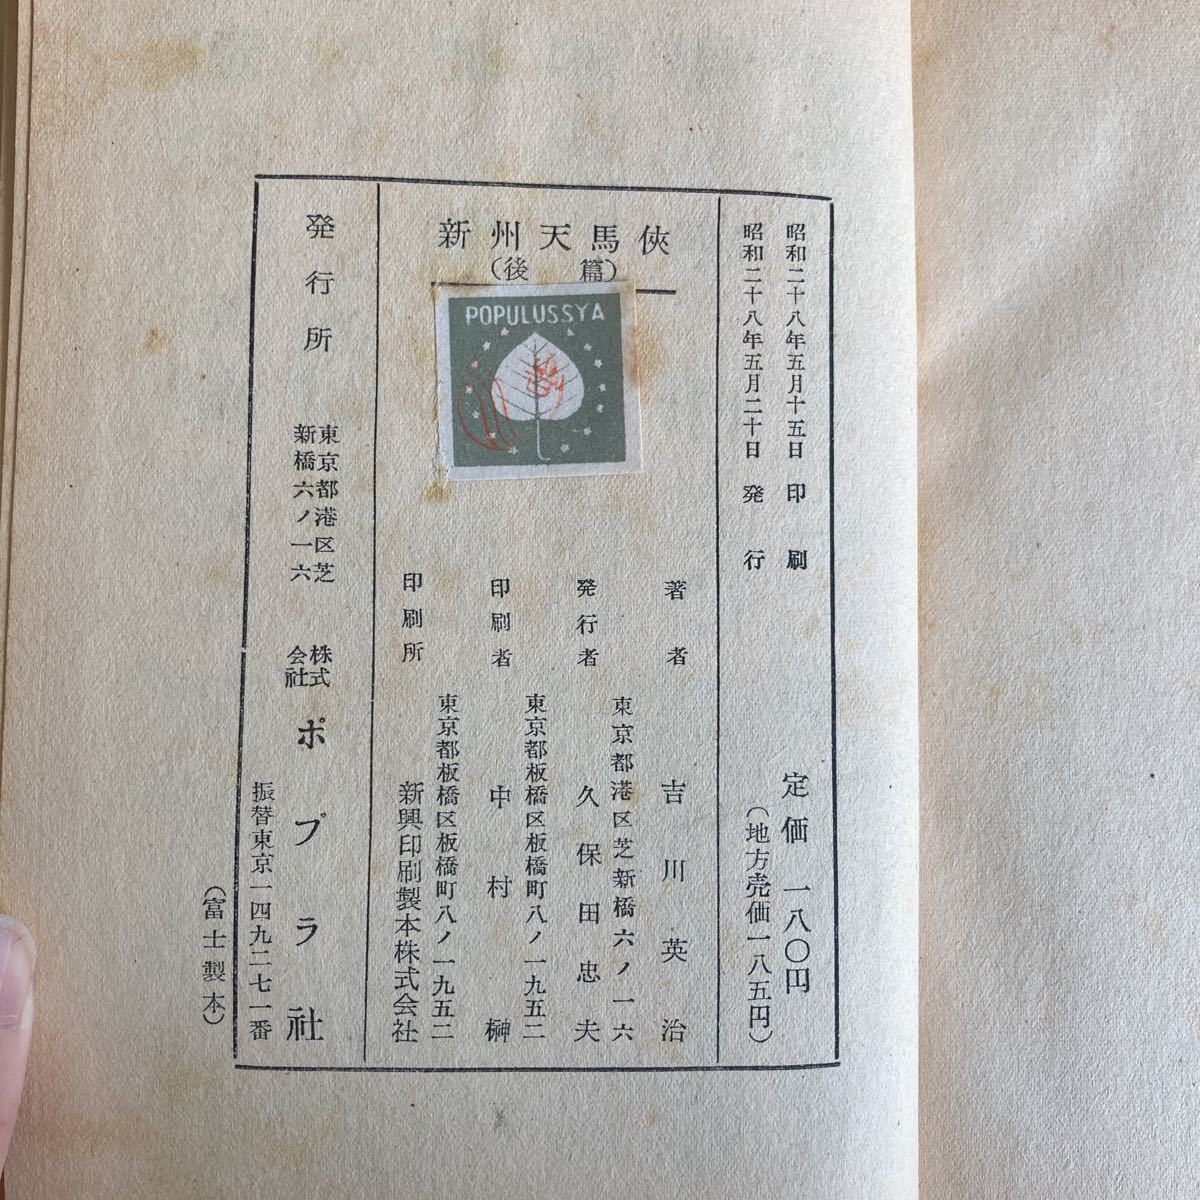 昭和二十八年五月十五日 印刷
昭和二十八年五月二十日 発行
定価 一八〇円
(地方売価一八五円)
新州天馬俠
(後篇)
POPULUSSYA
著者 吉川英治
東京都港区芝新橋六ノ一六
発行者 久保田忠夫
東京都板橋区板橋町八ノ一九五二
印刷者 中村榊
東京都板橋区板橋町八ノ一九五二
印刷所 新興印刷製本株式会社
発行所
東京都港区芝
新橋六ノ一六
株式
会社
ポプラ社
振替東京一四九二七一番
(富士製本)